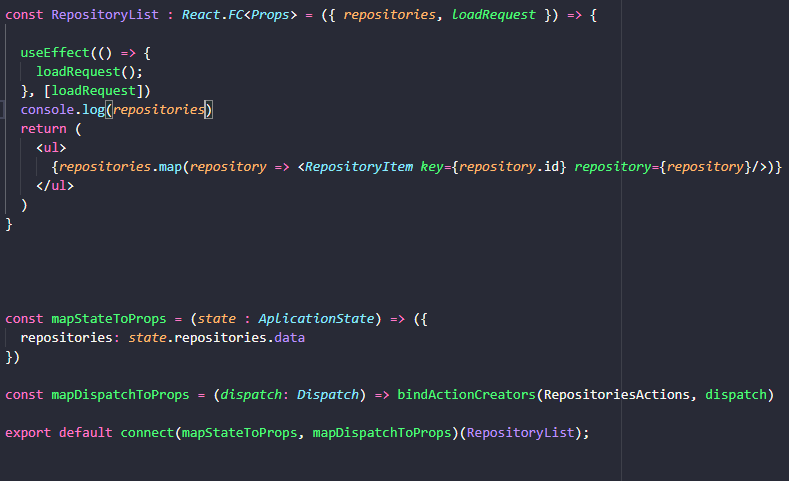 const RepositoryList : React.FC<Props> = ({ repositories, loadRequest }) => {
useEffect(() => {
loadRequest();
}, [loadRequest])
console.log(repositories)
return (
<ul>
{repositories.map(repository => <RepositoryItem key={repository.id} repository={repository}/>)}
</ul>
)
}
const mapStateToProps = (state : AplicationState) => ({
repositories: state.repositories.data
})
const mapDispatchToProps = (dispatch: Dispatch) => bindActionCreators(RepositoriesActions, dispatch)
export default connect(mapStateToProps, mapDispatchToProps)(RepositoryList);